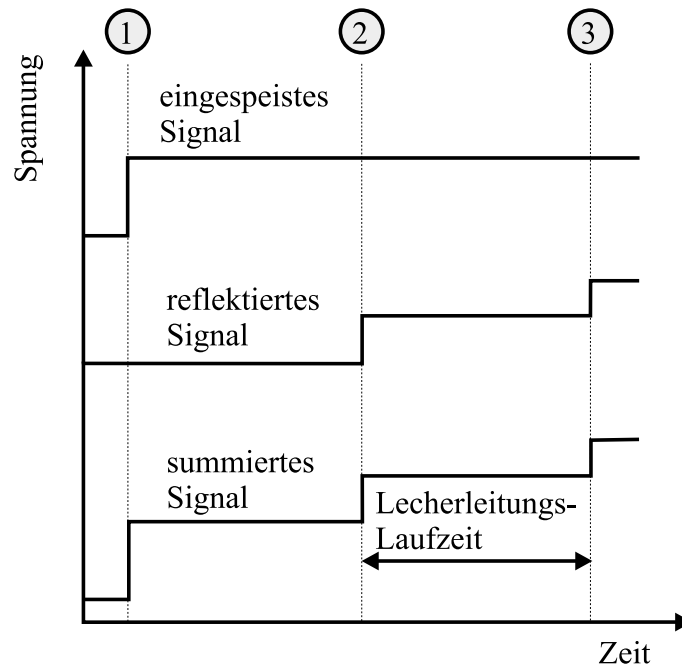 1 2 3
Spannung
eingespeistes
Signal
reflektiertes
Signal
summiertes
Signal
Lecherleitungs-
Laufzeit
Zeit